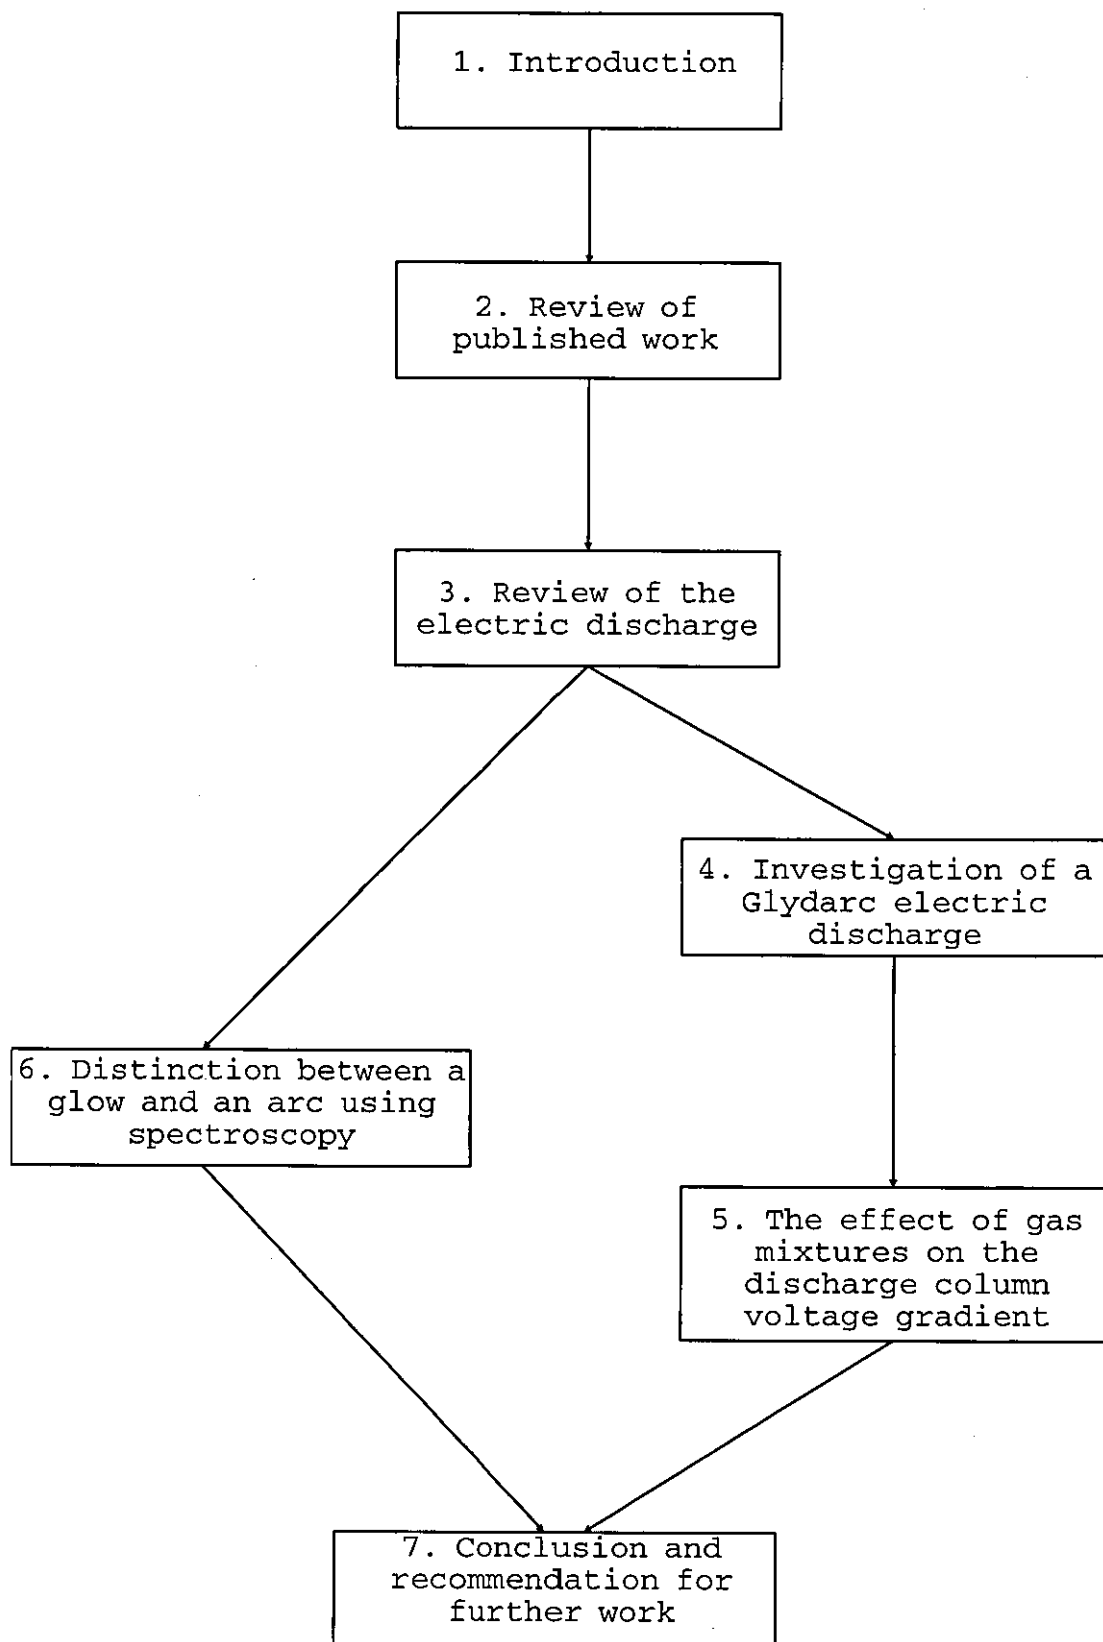 1. Introduction
2. Review of
published work
3. Review of the
electric discharge
4. Investigation of a
Glydarc electric
discharge
6. Distinction between a
glow and an arc using
spectroscopy
5. The effect of gas
mixtures on the
discharge column
voltage gradient
7. Conclusion and
recommendation for
further work